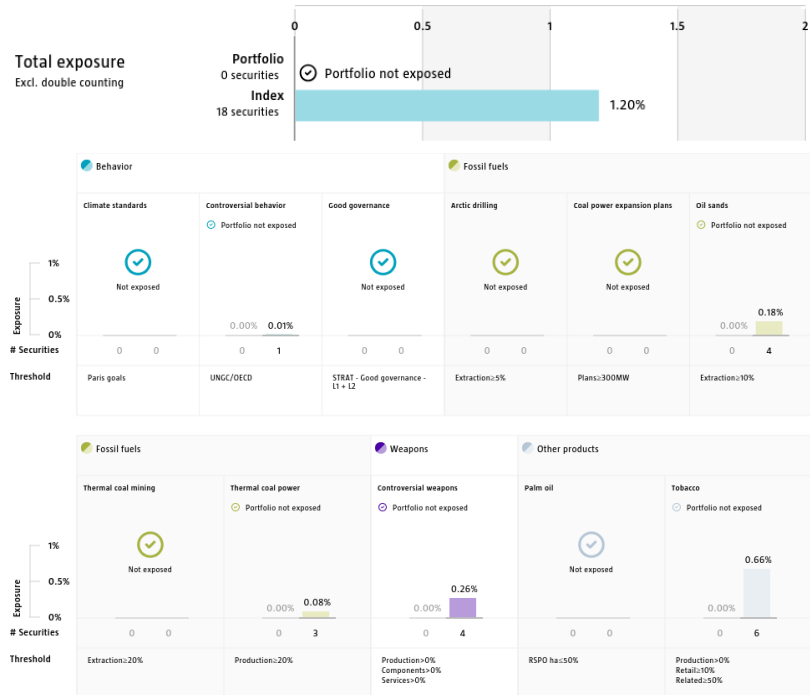 0 0.5 1 1.5 2
Total exposure
Excl. double counting
Portfolio
0 securities
Portfolio not exposed
Index
18 securities
1.20%
Behavior
Fossil fuels
Climate standards
Controversial behavior
Good governance
Arctic drilling
Coal power expansion plans
Oil sands
Portfolio not exposed
Portfolio not exposed
Not exposed
Not exposed
Not exposed
Not exposed
Exposure
1%
0.5%
0%
0.00% 0.01%
0.00% 0.18%
# Securities
0 0
0 1
0 0
0 0
0 0
0 4
Threshold
Paris goals
UNGC/OECD
STRAT - Good governance -
L1 + L2
Extraction≥5%
Plans≥300MW
Extraction≥10%
Fossil fuels
Weapons
Other products
Thermal coal mining
Thermal coal power
Controversial weapons
Palm oil
Tobacco
Portfolio not exposed
Portfolio not exposed
Portfolio not exposed
Not exposed
Not exposed
Exposure
1%
0.5%
0%
0.00% 0.08%
0.00% 0.26%
0.00% 0.66%
# Securities
0 0
0 3
0 4
0 0
0 6
Threshold
Extraction≥20%
Production≥20%
Production>0%
Components>0%
Services>0%
RSPO ha≤50%
Production>0%
Retail≥10%
Related≥50%